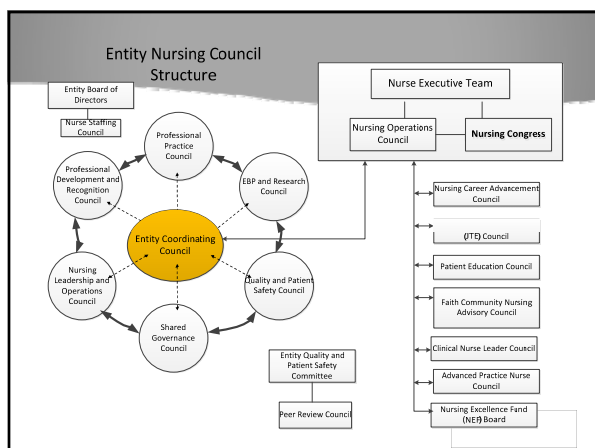 Entity Nursing Council
Structure
Entity Board of
Directors
Nurse Staffing
Council
Professional
Practice
Council
Professional
Development and
Recognition
Council
EBP and Research
Council
Entity Coordinating
Council
Nursing
Leadership and
Operations
Council
Quality and Patient
Safety Council
Shared
Governance
Council
Entity Quality and
Patient Safety
Committee
Peer Review Council
Nurse Executive Team
Nursing Operations
Council
Nursing Congress
Nursing Career Advancement
Council
(JTE) Council
Patient Education Council
Faith Community Nursing
Advisory Council
Clinical Nurse Leader Council
Advanced Practice Nurse
Council
Nursing Excellence Fund
(NEF) Board